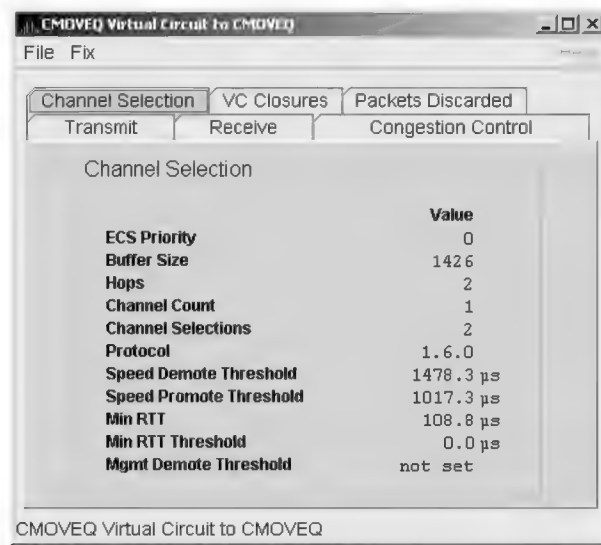 CMOVEQ Virtual Circuit to CMOVEQ
File Fix
Channel Selection VC Closures Packets Discarded
Transmit Receive Congestion Control
Channel Selection
Value
ECS Priority 0
Buffer Size 1426
Hops 2
Channel Count 1
Channel Selections 2
Protocol 1.6.0
Speed Demote Threshold 1478.3 µs
Speed Promote Threshold 1017.3 µs
Min RTT 108.8 µs
Min RTT Threshold 0.0 µs
Mgmt Demote Threshold not set
CMOVEQ Virtual Circuit to CMOVEQ